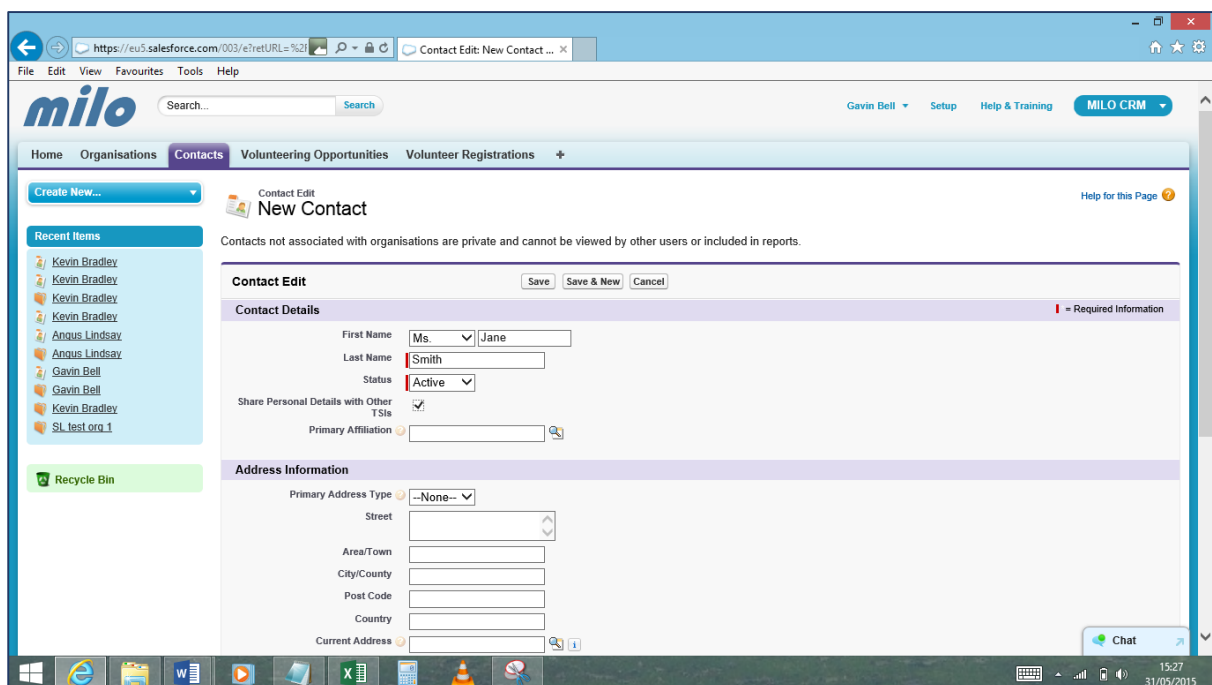 https://eu5.salesforce.com/003/e?retURL=%2F
Contact Edit: New Contact ...
File Edit View Favourites Tools Help
milo
Search...
Search
Gavin Bell
Setup
Help & Training
MILO CRM
Home Organisations Contacts Volunteering Opportunities Volunteer Registrations +
Create New...
Recent Items
Kevin Bradley
Kevin Bradley
Kevin Bradley
Kevin Bradley
Angus Lindsay
Angus Lindsay
Gavin Bell
Gavin Bell
Kevin Bradley
SL test org 1
Recycle Bin
Contact Edit
New Contact
Help for this Page
Contacts not associated with organisations are private and cannot be viewed by other users or included in reports.
Contact Edit Save Save & New Cancel
Contact Details = Required Information
First Name Ms. Jane
Last Name Smith
Status Active
Share Personal Details with Other
TSIs
Primary Affiliation
Address Information
Primary Address Type --None--
Street
Area/Town
City/County
Post Code
Country
Current Address
Chat
15:27
31/05/2015